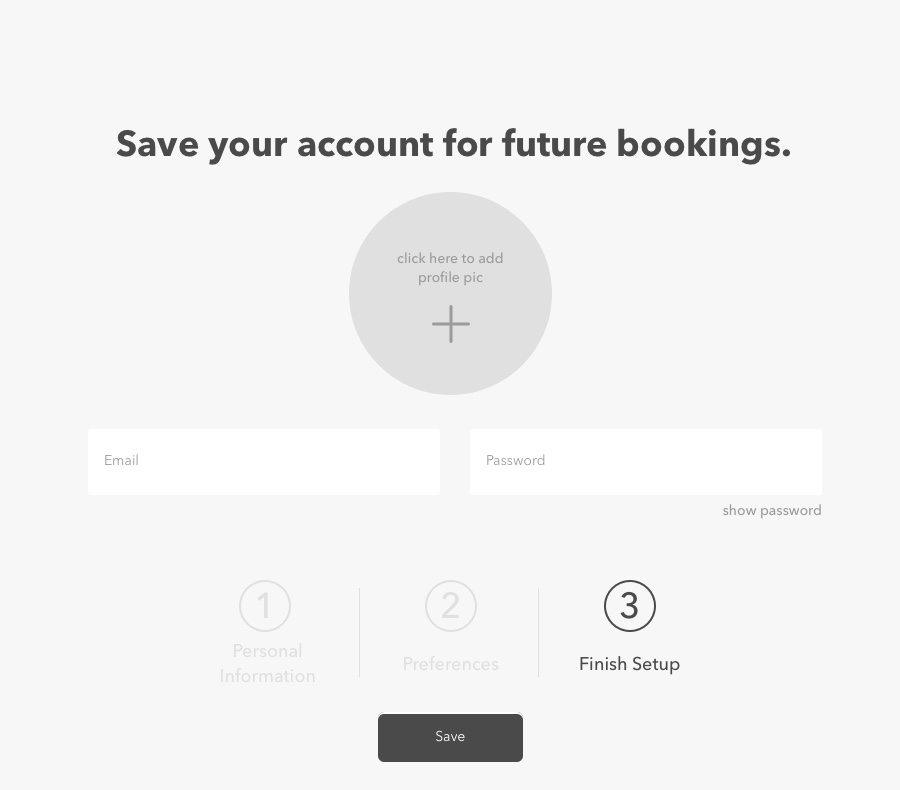 Save your account for future bookings.
click here to add
profile pic
Email
Password
show password
1
2
3
Personal
Information
Preferences
Finish Setup
Save